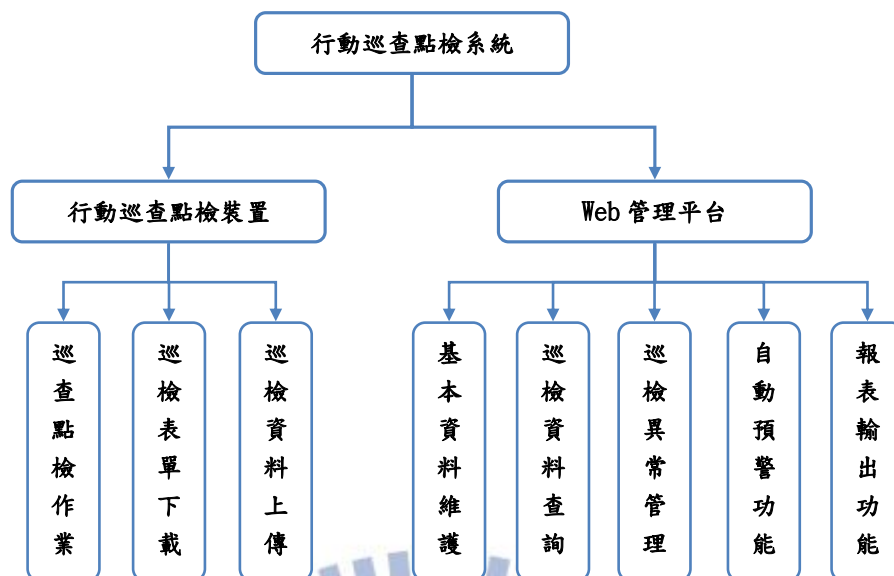 行動巡查點檢系統
行動巡查點檢裝置
Web 管理平台
巡查點檢作業
巡檢表單下載
巡檢資料上傳
基本資料維護
巡檢資料查詢
巡檢異常管理
自動預警功能
報表輸出功能